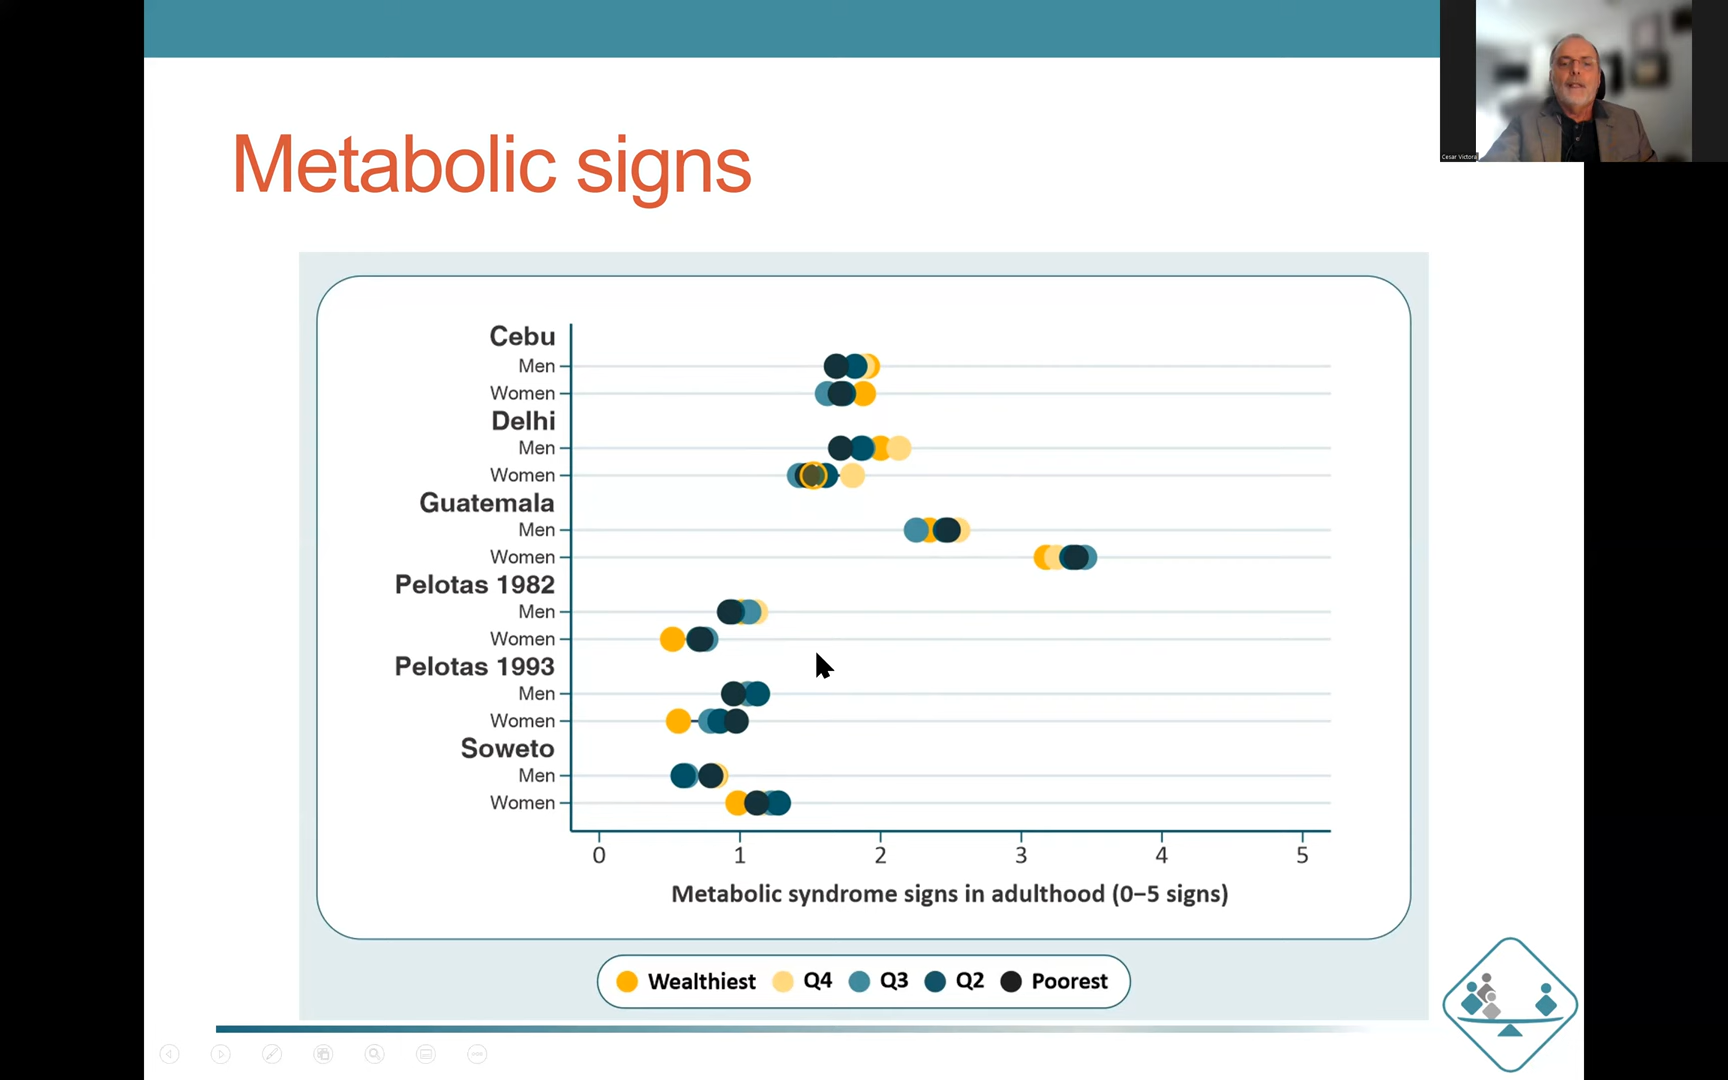 Metabolic signs
Cesar Victora
Cebu
Men
Women
Delhi
Men
Women
Guatemala
Men
Women
Pelotas 1982
Men
Women
Pelotas 1993
Men
Women
Soweto
Men
Women
0 1 2 3 4 5
Metabolic syndrome signs in adulthood (0–5 signs)
Wealthiest Q4 Q3 Q2 Poorest